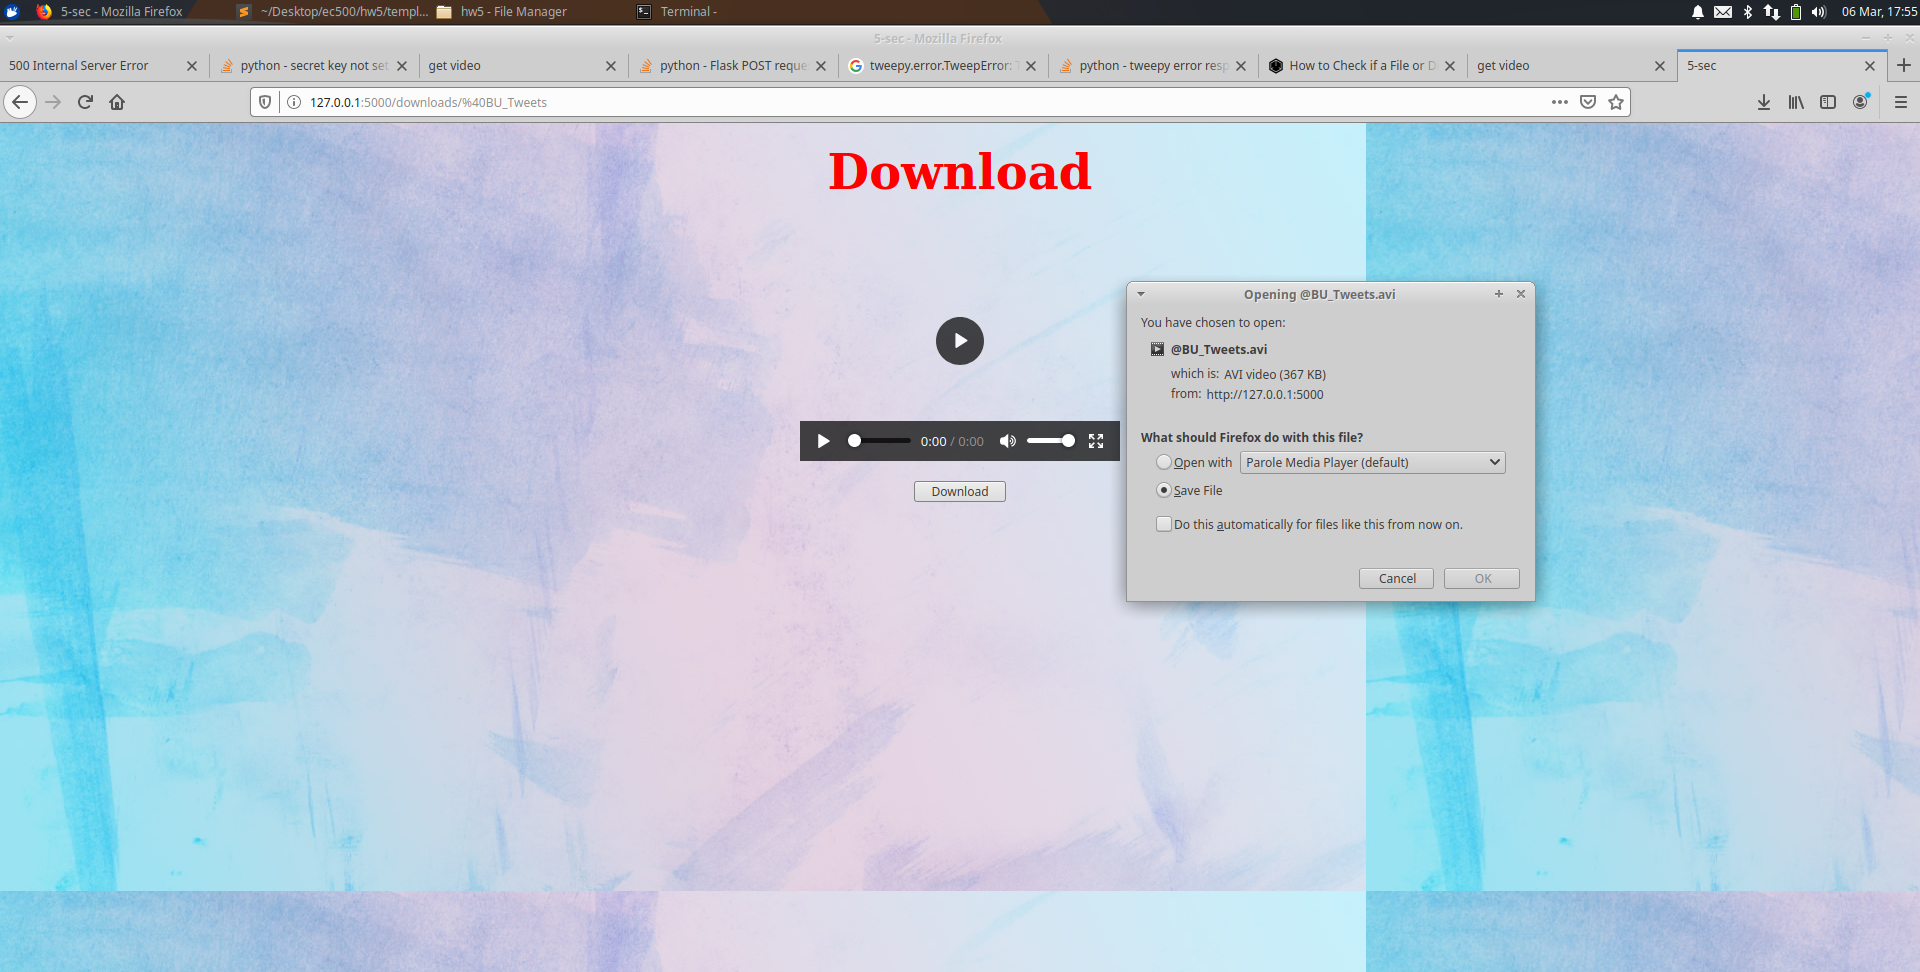 5-sec - Mozilla Firefox
~/Desktop/ec500/hw5/templ...
hw5 - File Manager
Terminal -
06 Mar, 17:55
5-sec - Mozilla Firefox
500 Internal Server Error
python - secret key not set
get video
python - Flask POST reque
tweepy.error.TweepError: T
python - tweepy error resp
How to Check if a File or D
get video
5-sec
127.0.0.1:5000/downloads/%40BU_Tweets
Download
0:00 / 0:00
Download
Opening @BU_Tweets.avi
You have chosen to open:
@BU_Tweets.avi
which is: AVI video (367 KB)
from: http://127.0.0.1:5000
What should Firefox do with this file?
Open with Parole Media Player (default)
Save File
Do this automatically for files like this from now on.
Cancel OK